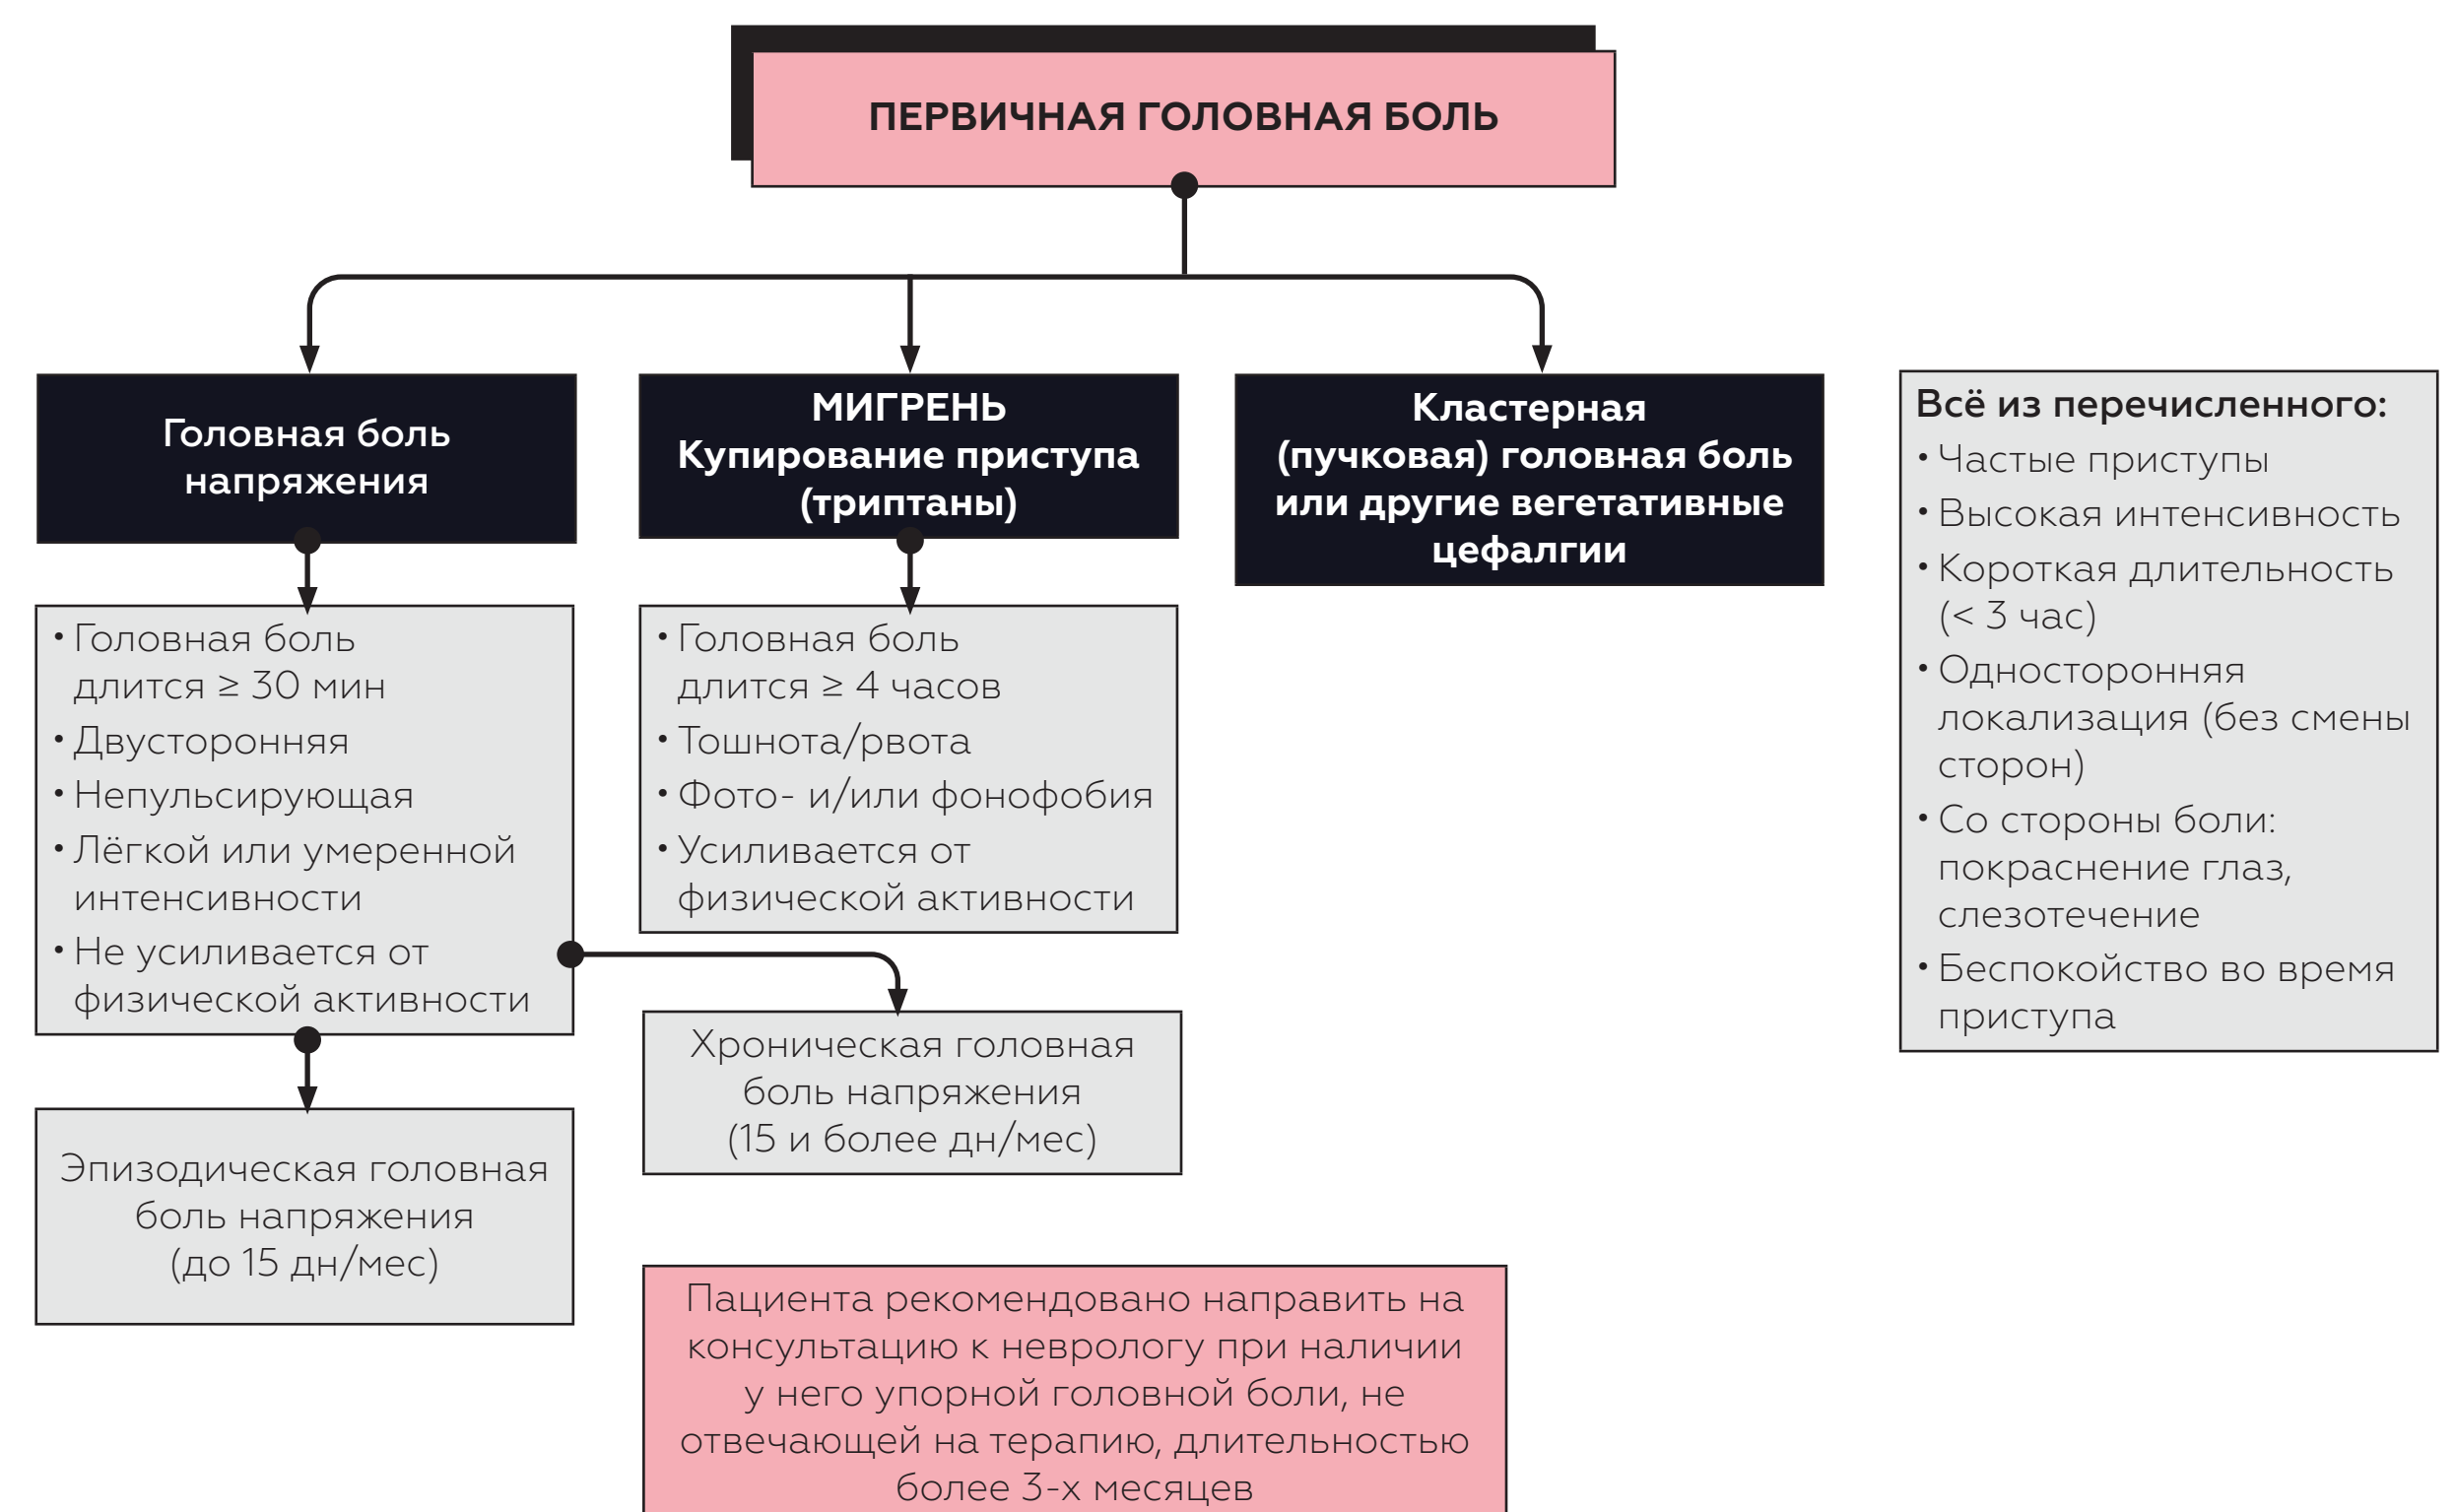 ПЕРВИЧНАЯ ГОЛОВНАЯ БОЛЬ
Головная боль
напряжения
МИГРЕНЬ
Купирование приступа
(триптаны)
Кластерная
(пучковая) головная боль
или другие вегетативные
цефалгии
Всё из перечисленного:
• Частые приступы
• Высокая интенсивность
• Короткая длительность
(< 3 час)
• Односторонняя
локализация (без смены
сторон)
• Со стороны боли:
покраснение глаз,
слезотечение
• Беспокойство во время
приступа
• Головная боль
длится ≥ 30 мин
• Двусторонняя
• Непульсирующая
• Лёгкой или умеренной
интенсивности
• Не усиливается от
физической активности
• Головная боль
длится ≥ 4 часов
• Тошнота/рвота
• Фото- и/или фонофобия
• Усиливается от
физической активности
Хроническая головная
боль напряжения
(15 и более дн/мес)
Эпизодическая головная
боль напряжения
(до 15 дн/мес)
Пациента рекомендовано направить на
консультацию к неврологу при наличии
у него упорной головной боли, не
отвечающей на терапию, длительностью
более 3-х месяцев